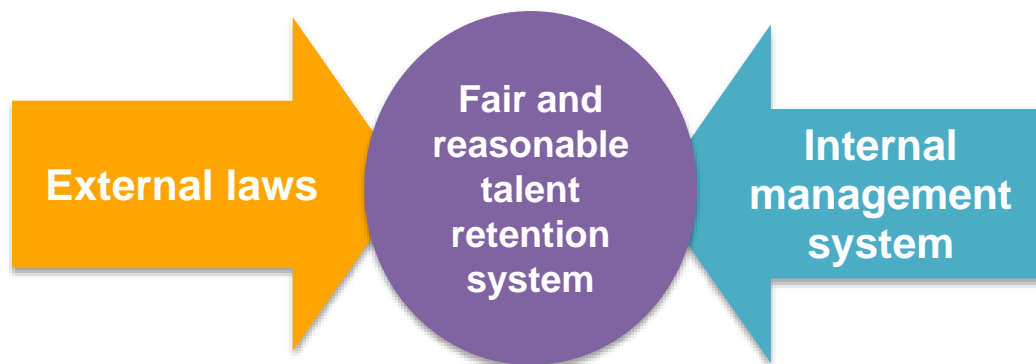 External laws
Fair and
reasonable
talent
retention
system
Internal
management
system